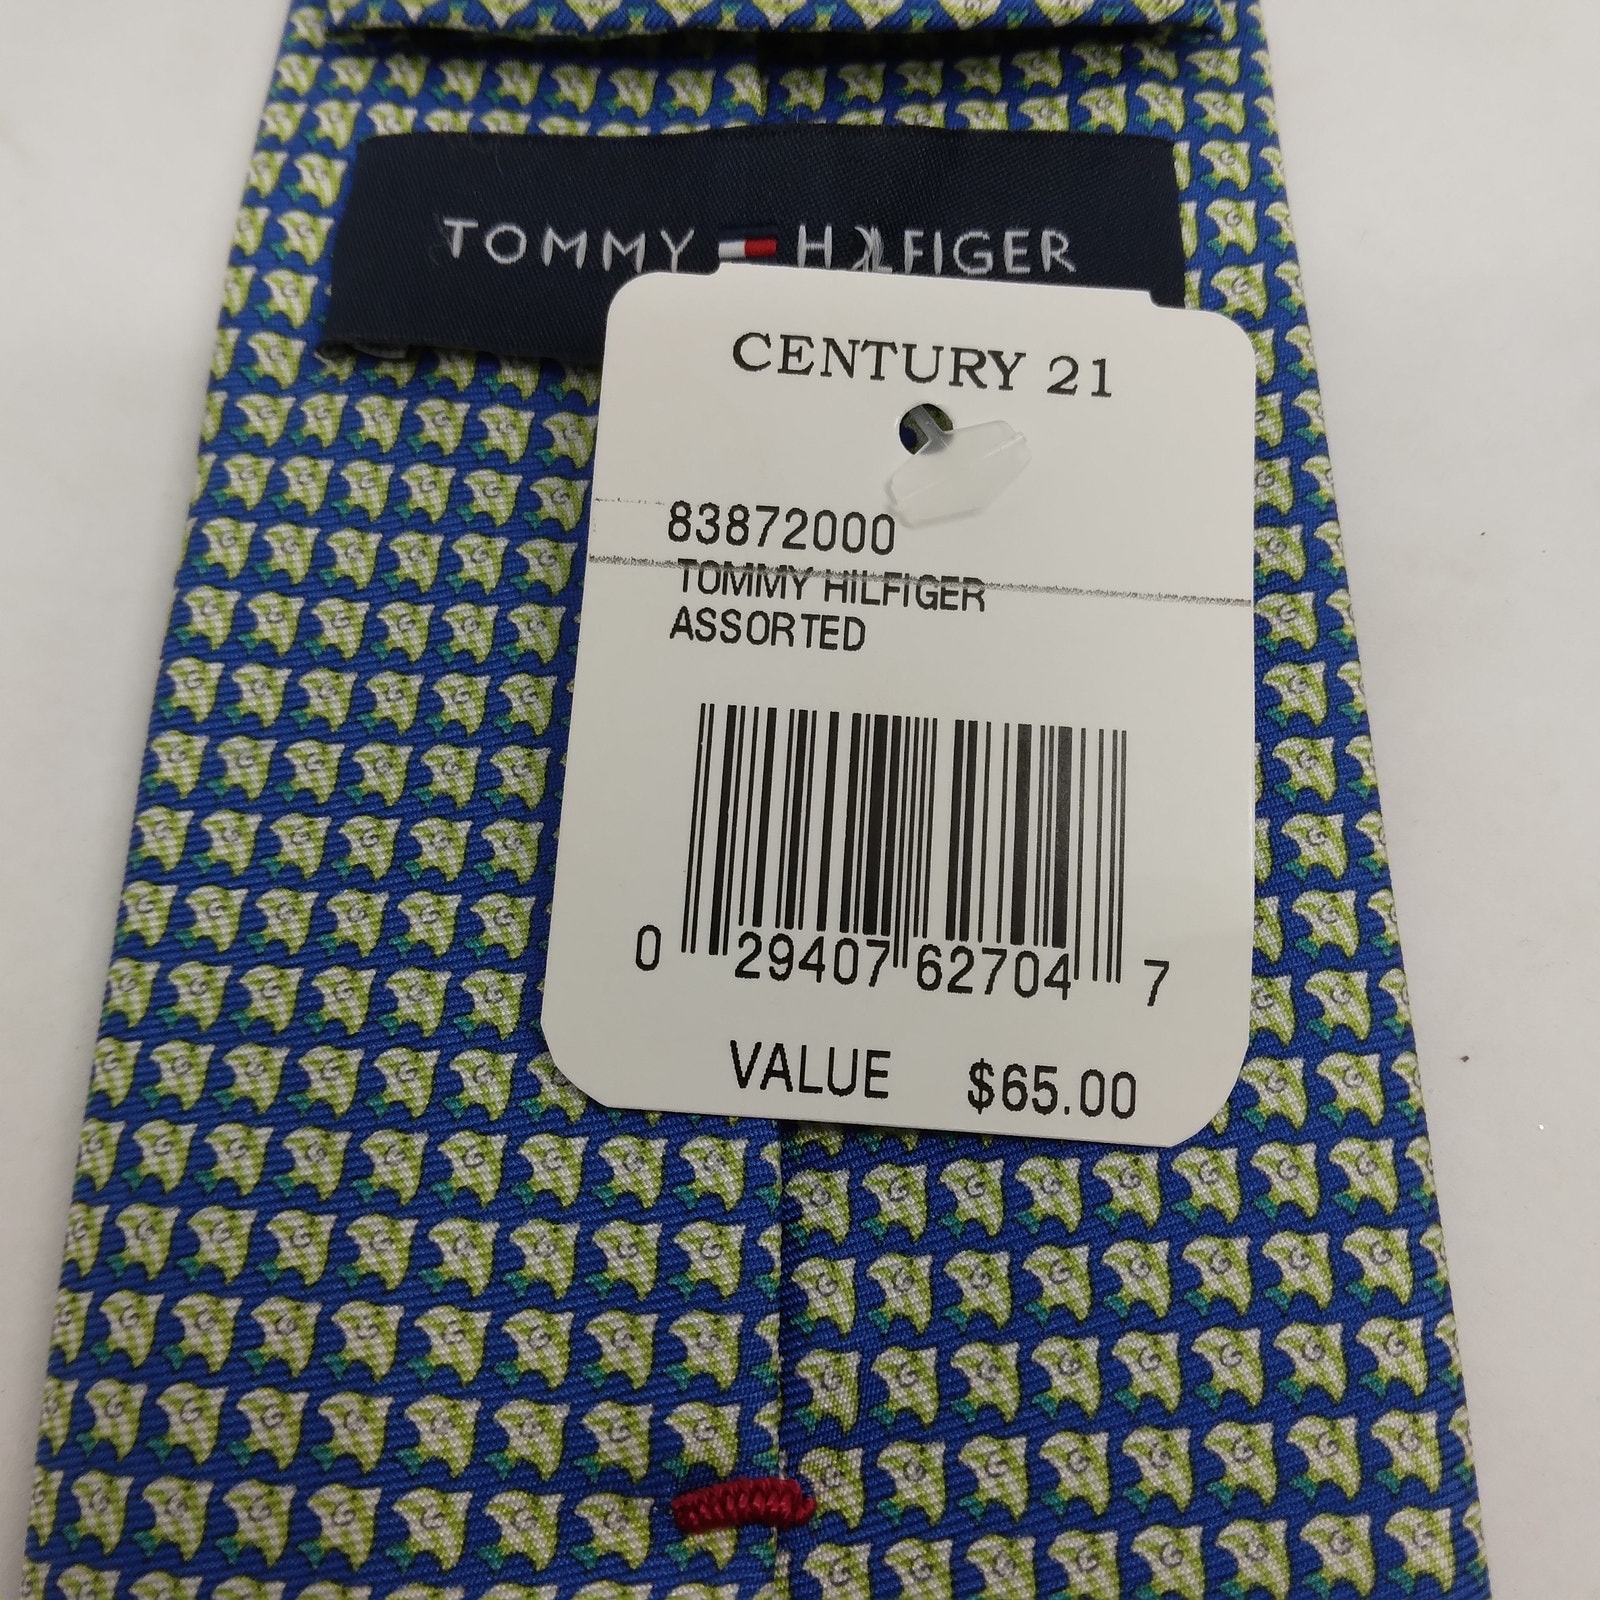 TOMMY HILFIGER
CENTURY 21
83872000
TOMMY HILFIGER
ASSORTED
0 29407 62704 7
VALUE $65.00